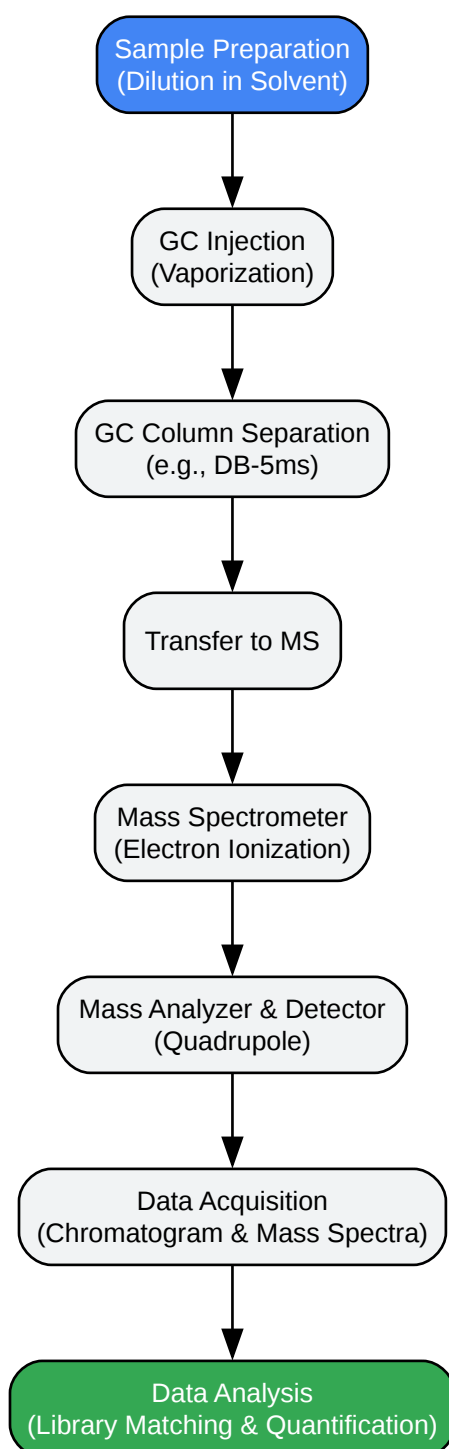 Sample Preparation
(Dilution in Solvent)
GC Injection
(Vaporization)
GC Column Separation
(e.g., DB-5ms)
Transfer to MS
Mass Spectrometer
(Electron Ionization)
Mass Analyzer & Detector
(Quadrupole)
Data Acquisition
(Chromatogram & Mass Spectra)
Data Analysis
(Library Matching & Quantification)